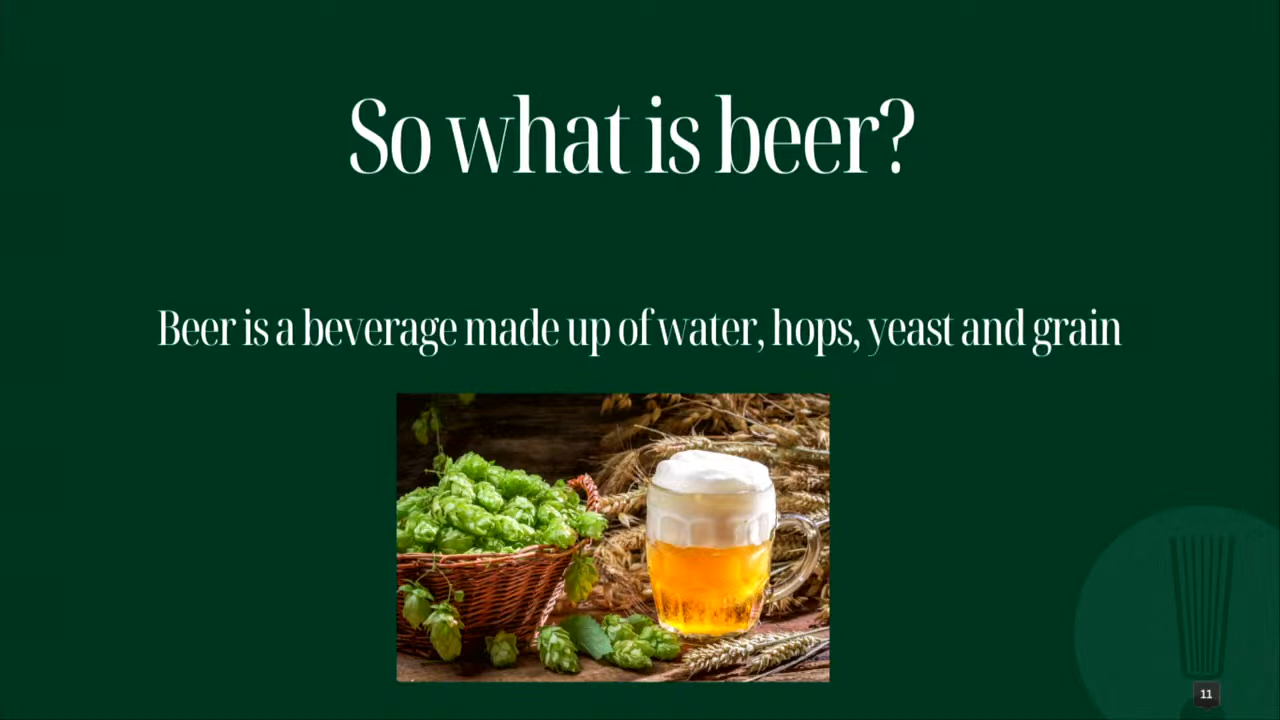 So what is beer?
Beer is a beverage made up of water, hops, yeast and grain
11